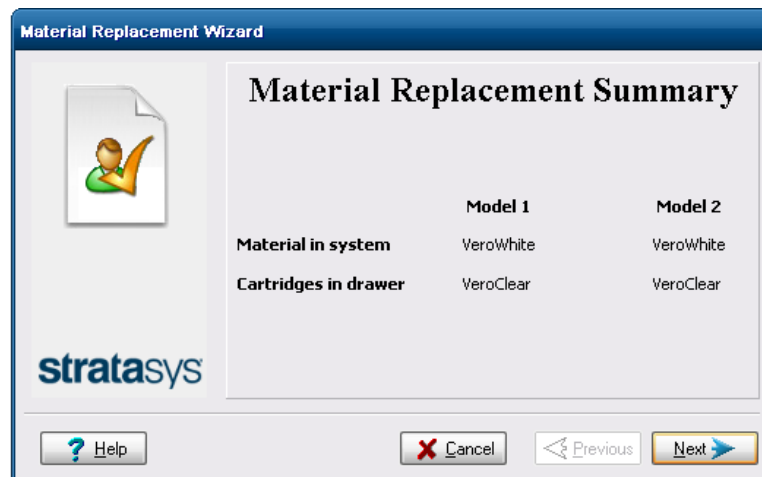 Material Replacement Wizard
Material Replacement Summary
Model 1 Model 2
Material in system VeroWhite VeroWhite
Cartridges in drawer VeroClear VeroClear
stratasys
? Help Cancel Previous Next